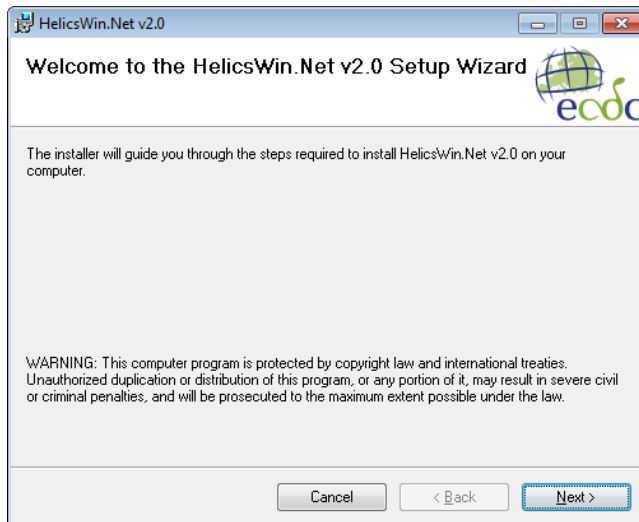 HelicsWin.Net v2.0
Welcome to the HelicsWin.Net v2.0 Setup Wizard
ecdc
The installer will guide you through the steps required to install HelicsWin.Net v2.0 on your
computer.
WARNING: This computer program is protected by copyright law and international treaties.
Unauthorized duplication or distribution of this program, or any portion of it, may result in severe civil
or criminal penalties, and will be prosecuted to the maximum extent possible under the law.
Cancel
< Back
Next >